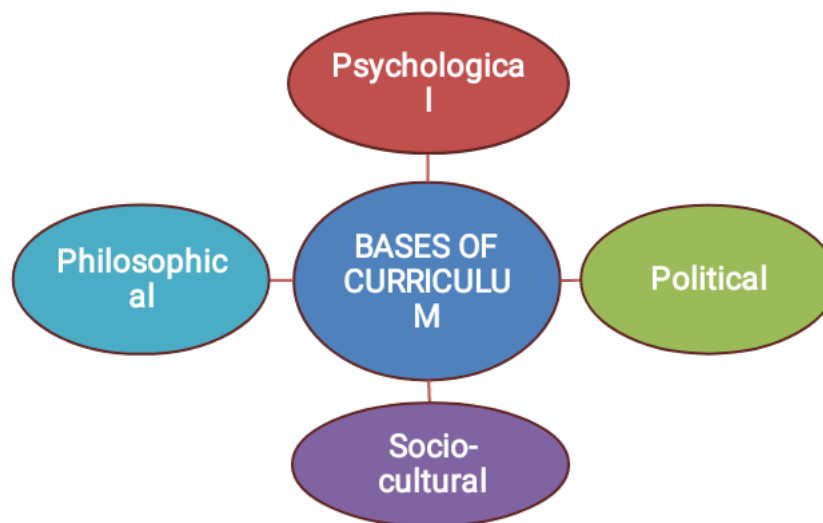 Psychologica
l
Philosophic
al
BASES OF
CURRICULU
M
Political
Socio-
cultural